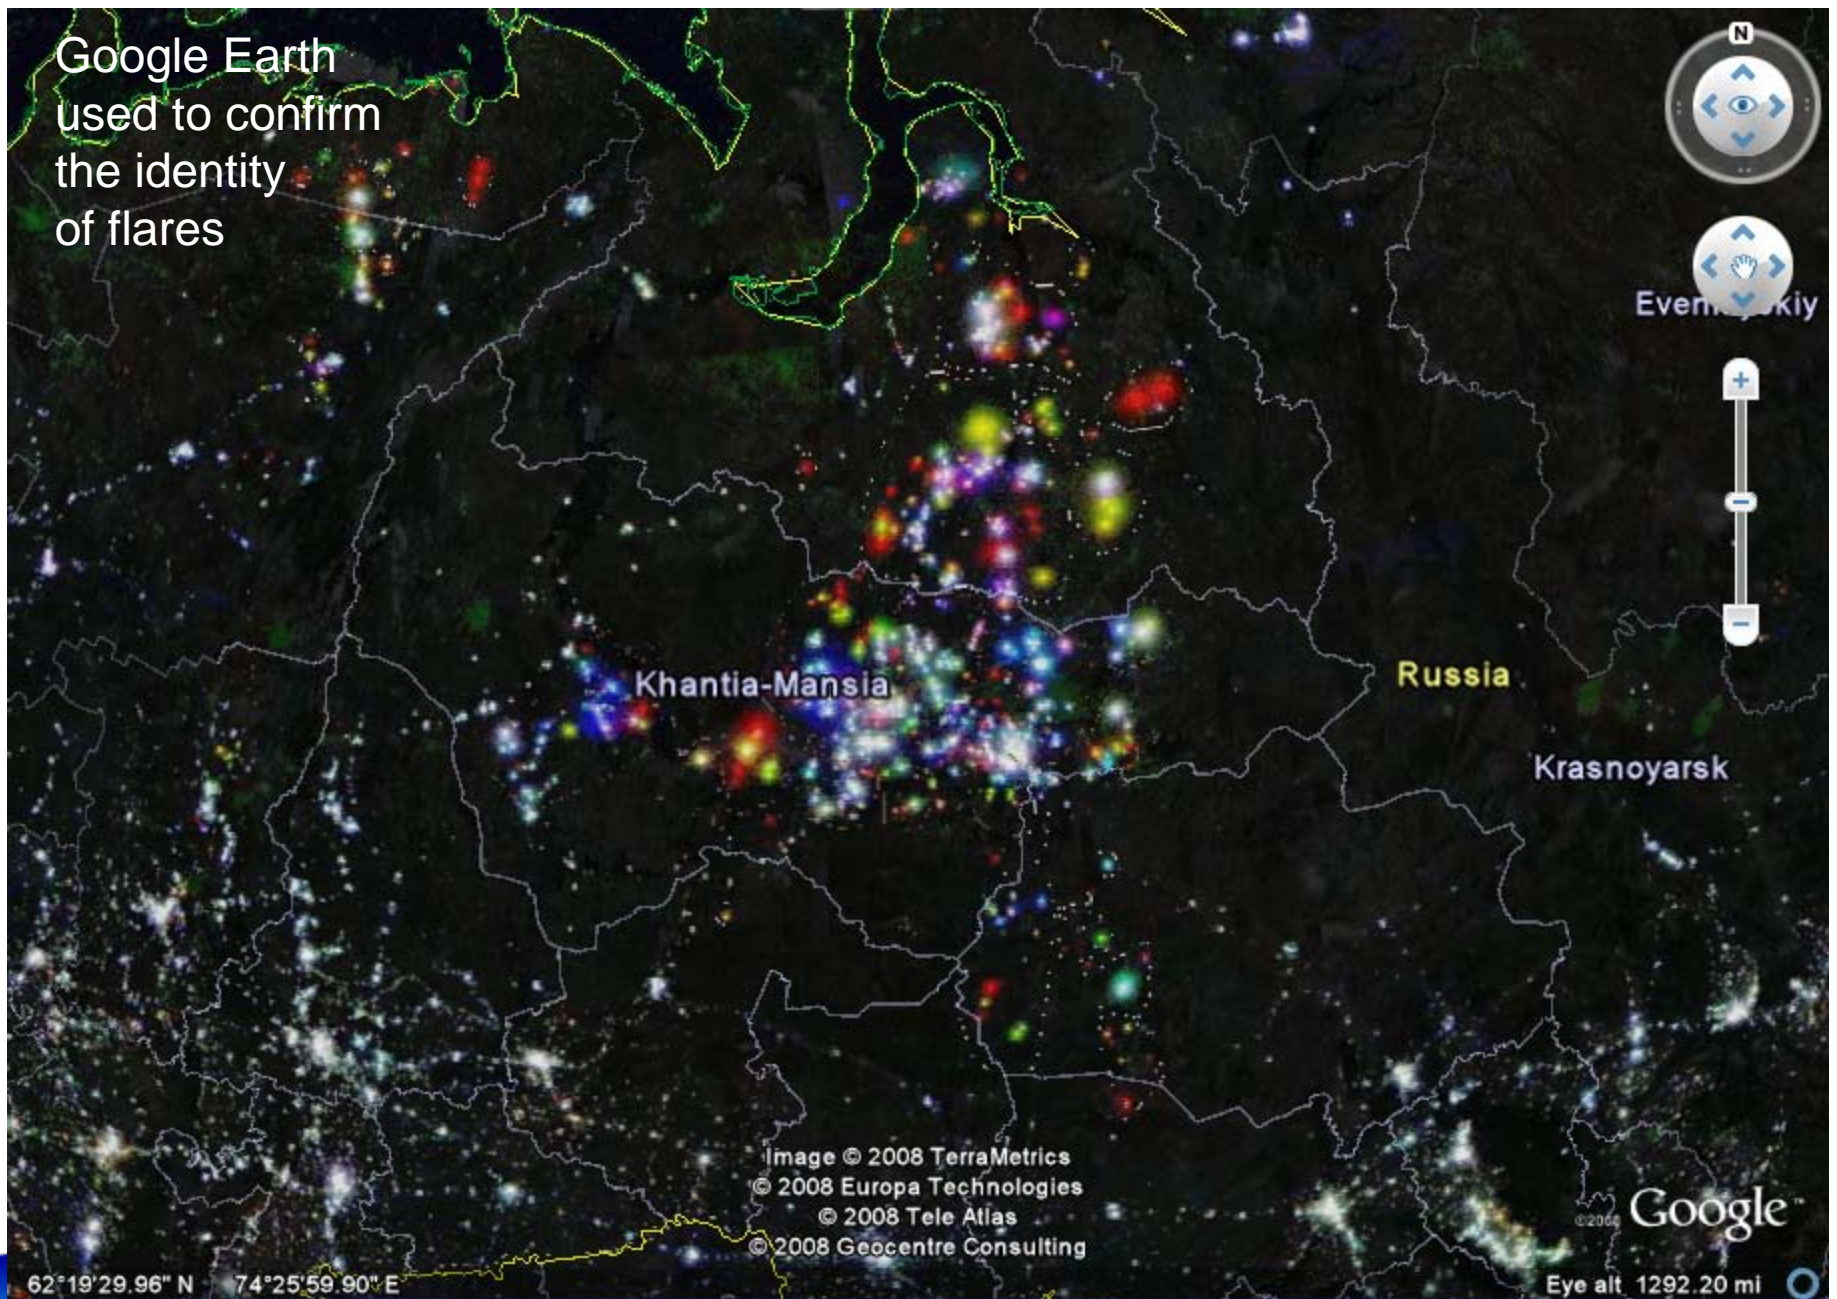 Google Earth
used to confirm
the identity
of flares
N
Khantia-Mansia
Russia
Krasnoyarsk
Image © 2008 TerraMetrics
© 2008 Europa Technologies
© 2008 Tele Atlas
© 2008 Geocentre Consulting
©2008 Google™
62°19'29.96" N 74°25'59.90" E
Eye alt 1292.20 mi